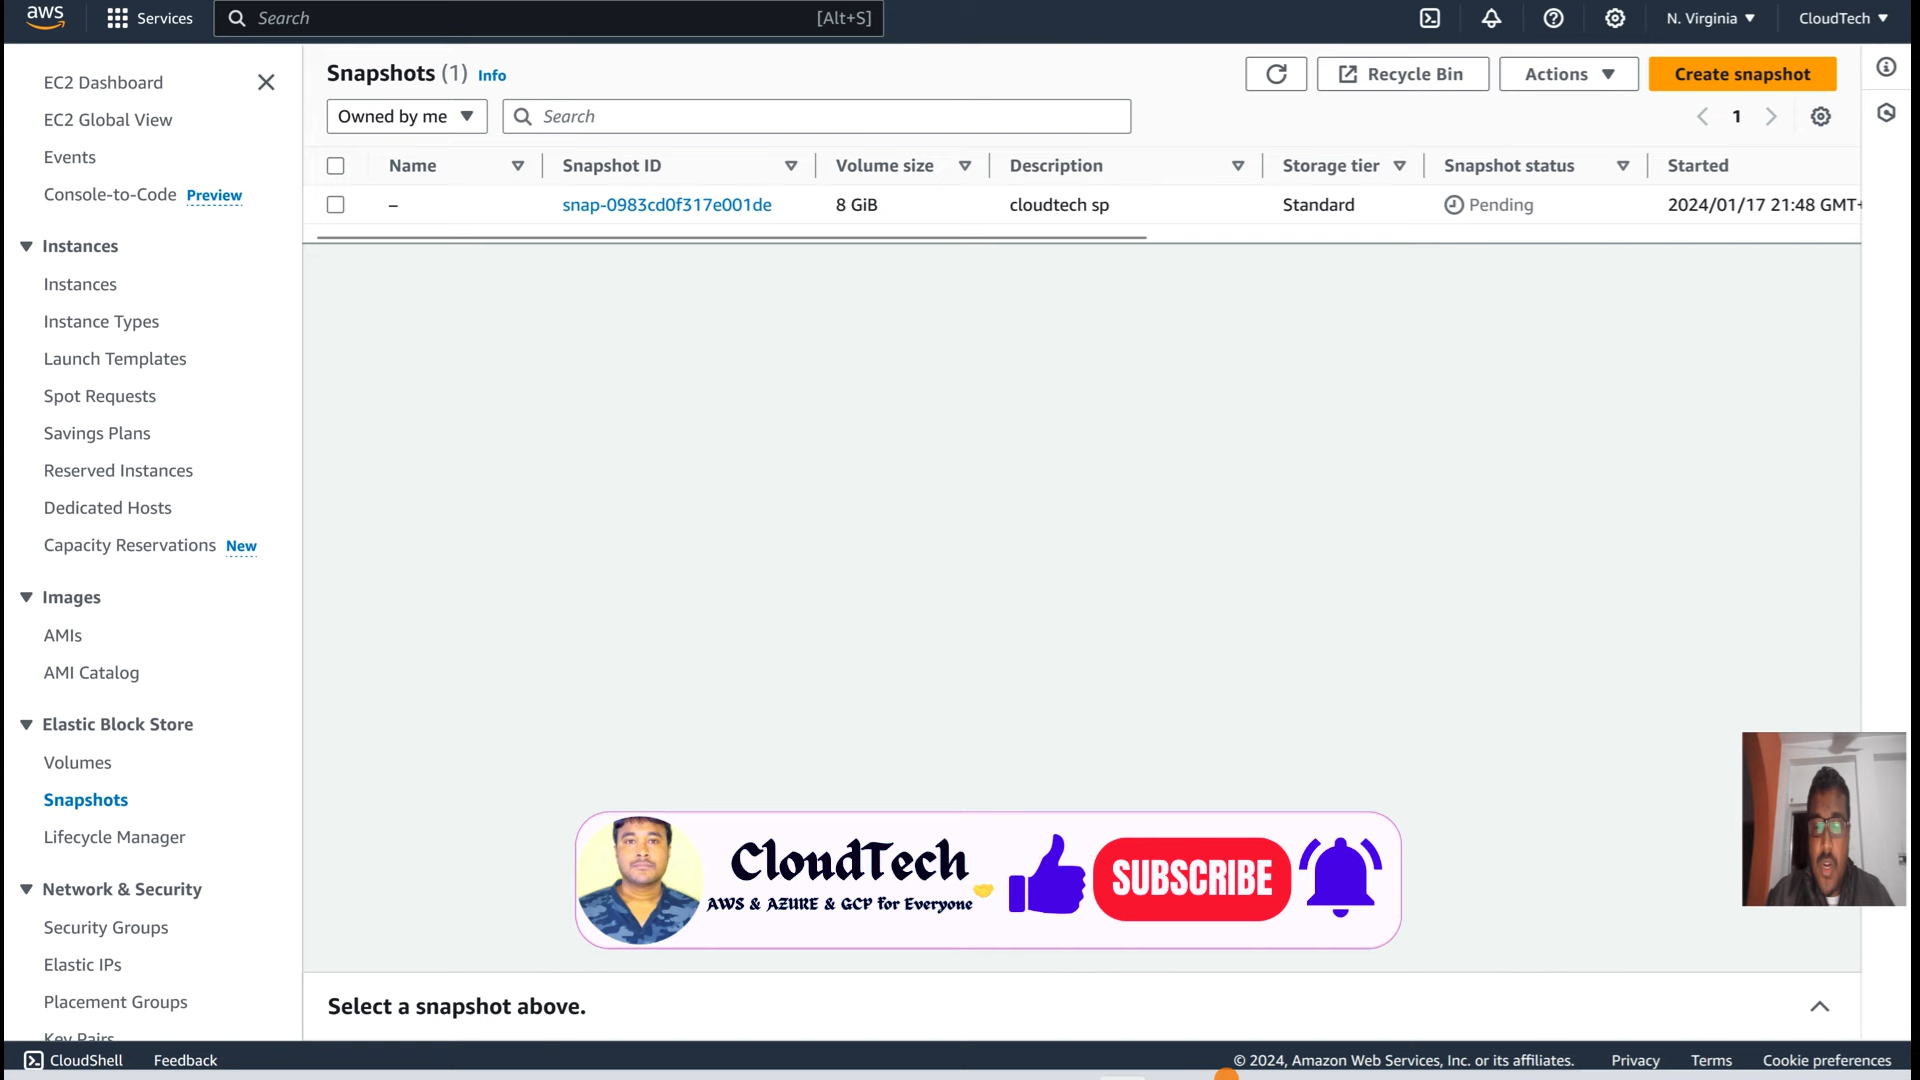 aws
Services
Search
[Alt+S]
N. Virginia
CloudTech
EC2 Dashboard
EC2 Global View
Events
Console-to-Code Preview
Instances
Instances
Instance Types
Launch Templates
Spot Requests
Savings Plans
Reserved Instances
Dedicated Hosts
Capacity Reservations New
Images
AMIs
AMI Catalog
Elastic Block Store
Volumes
Snapshots
Lifecycle Manager
Network & Security
Security Groups
Elastic IPs
Placement Groups
Key Pairs
Snapshots (1) Info
Recycle Bin
Actions
Create snapshot
Owned by me
Search
1
Name Snapshot ID Volume size Description Storage tier Snapshot status Started
– snap-0983cd0f317e001de 8 GiB cloudtech sp Standard Pending 2024/01/17 21:48 GMT+
CloudTech
AWS & AZURE & GCP for Everyone
SUBSCRIBE
Select a snapshot above.
CloudShell Feedback © 2024, Amazon Web Services, Inc. or its affiliates. Privacy Terms Cookie preferences